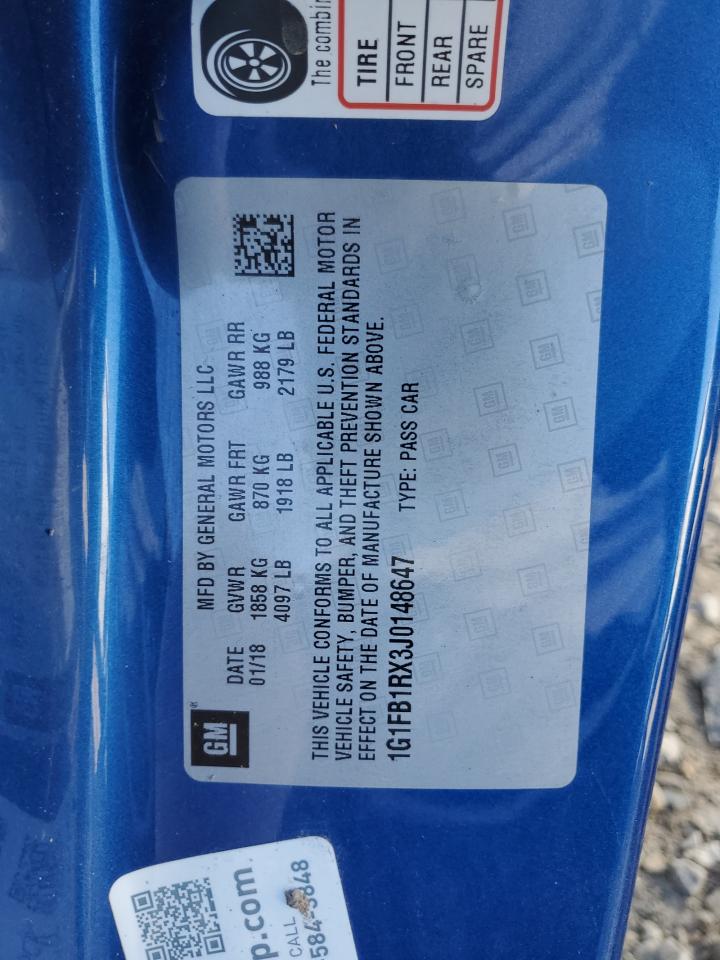 The combin
TIRE
FRONT
REAR
SPARE
GM
MFD BY GENERAL MOTORS LLC
DATE GVWR GAWR FRT GAWR RR
01/18 1858 KG 870 KG 988 KG
4097 LB 1918 LB 2179 LB
THIS VEHICLE CONFORMS TO ALL APPLICABLE U.S. FEDERAL MOTOR
VEHICLE SAFETY, BUMPER, AND THEFT PREVENTION STANDARDS IN
EFFECT ON THE DATE OF MANUFACTURE SHOWN ABOVE.
1G1FB1RX3J0148647 TYPE: PASS CAR
p.com
CALL